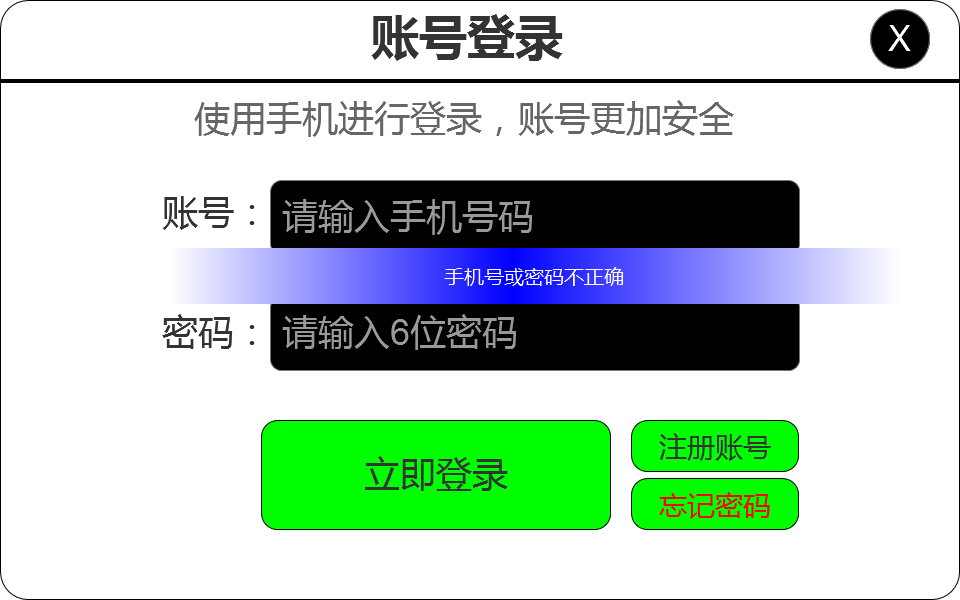 账号登录
X
使用手机进行登录，账号更加安全
账号：
请输入手机号码
手机号或密码不正确
密码：
请输入6位密码
立即登录
注册账号
忘记密码